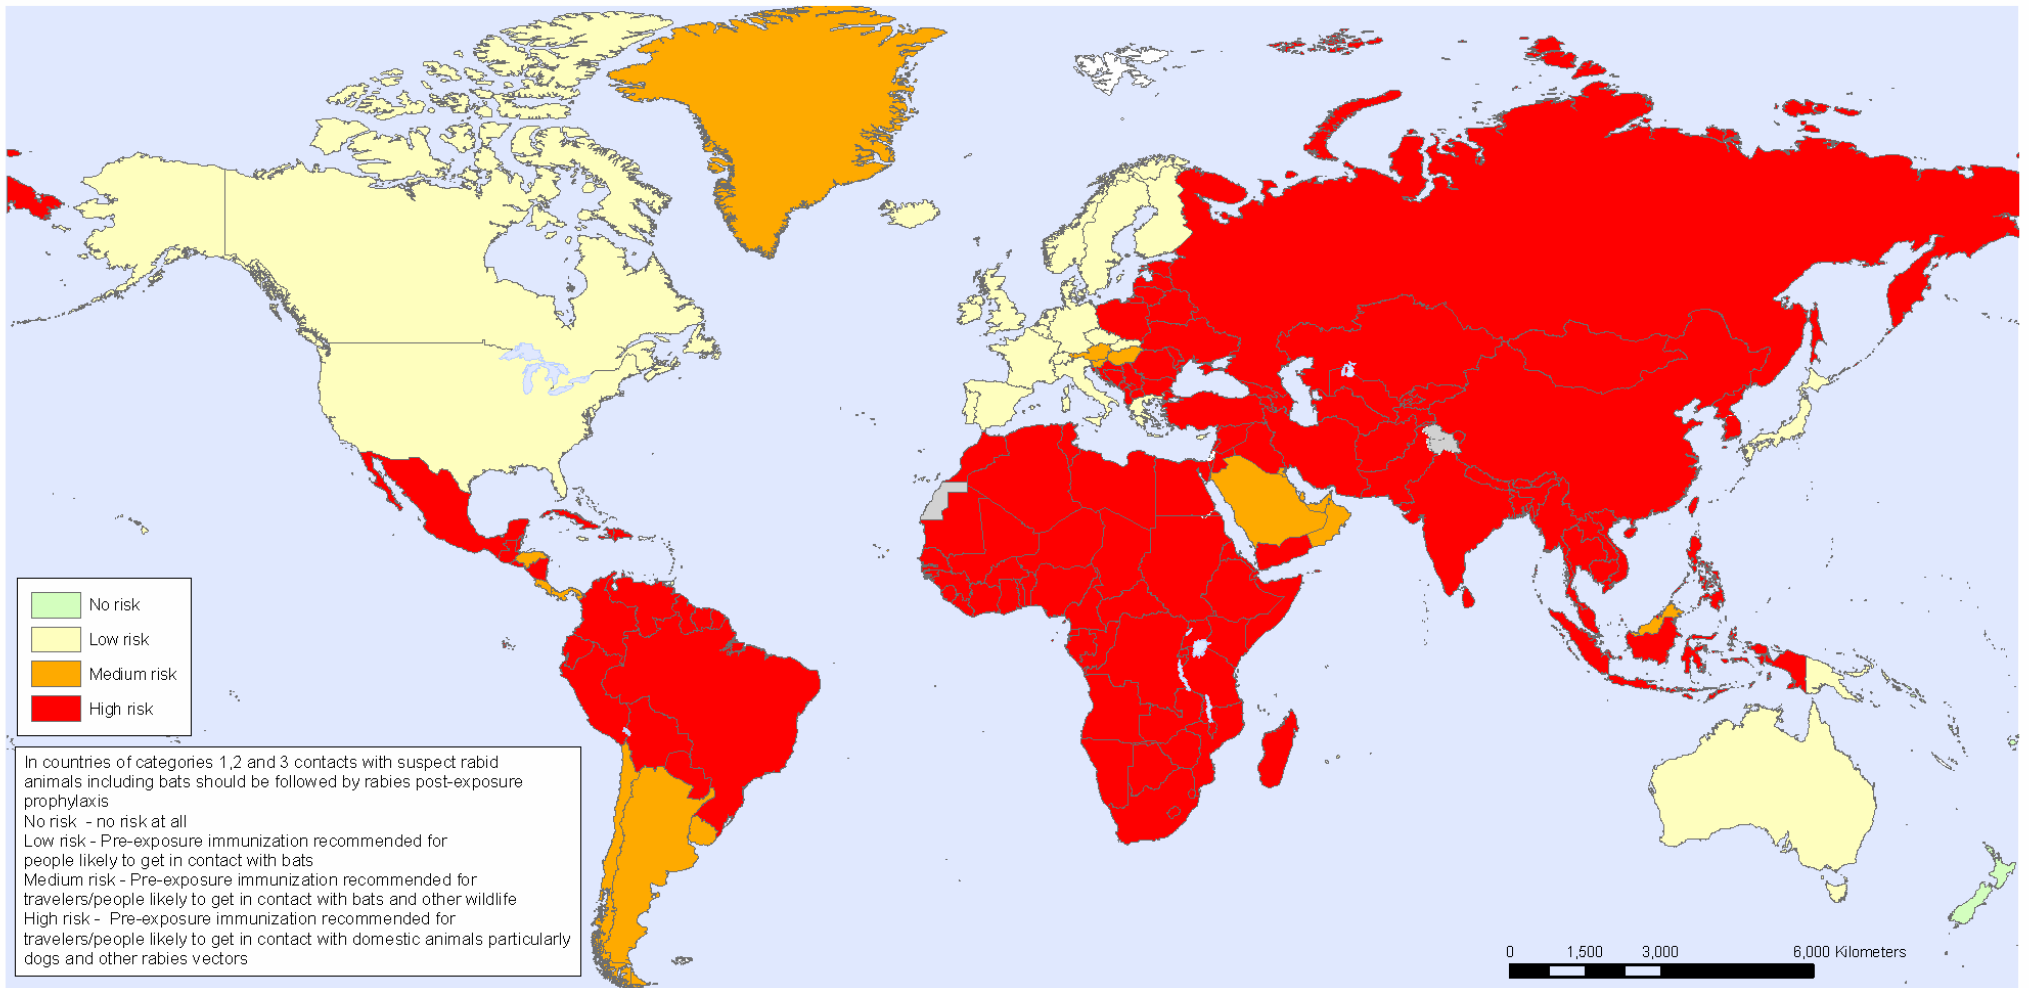 No risk
Low risk
Medium risk
High risk
In countries of categories 1,2 and 3 contacts with suspect rabid
animals including bats should be followed by rabies post-exposure
prophylaxis
No risk - no risk at all
Low risk - Pre-exposure immunization recommended for
people likely to get in contact with bats
Medium risk - Pre-exposure immunization recommended for
travelers/people likely to get in contact with bats and other wildlife
High risk - Pre-exposure immunization recommended for
travelers/people likely to get in contact with domestic animals particularly
dogs and other rabies vectors
0 1,500 3,000 6,000 Kilometers